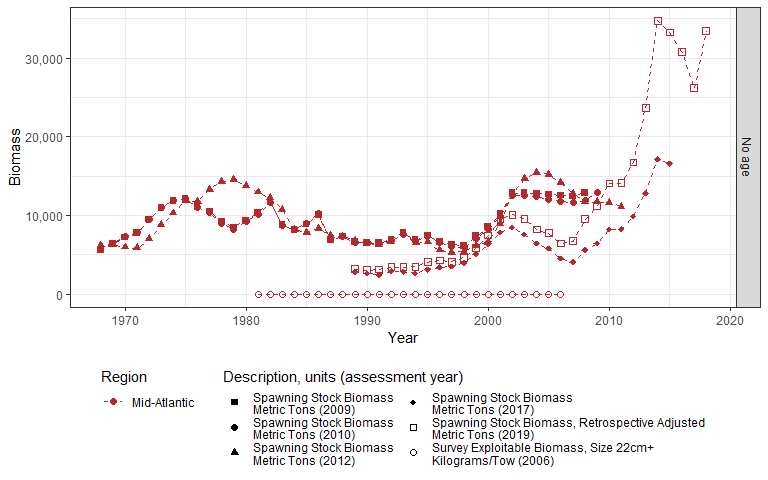 30,000
20,000
10,000
0
Biomass
No age
1970 1980 1990 2000 2010 2020
Year
Region
Mid-Atlantic
Description, units (assessment year)
Spawning Stock Biomass
Metric Tons (2009)
Spawning Stock Biomass
Metric Tons (2010)
Spawning Stock Biomass
Metric Tons (2012)
Spawning Stock Biomass
Metric Tons (2017)
Spawning Stock Biomass, Retrospective Adjusted
Metric Tons (2019)
Survey Exploitable Biomass, Size 22cm+
Kilograms/Tow (2006)